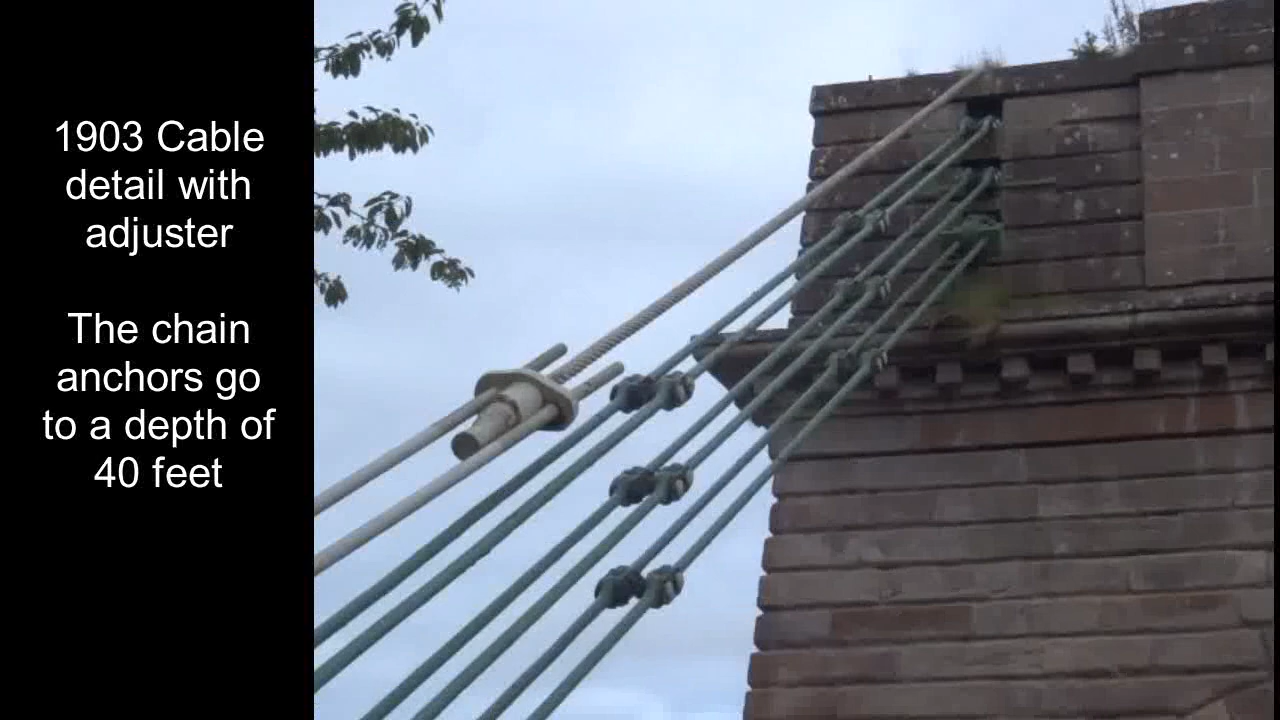 1903 Cable
detail with
adjuster
The chain
anchors go
to a depth of
40 feet